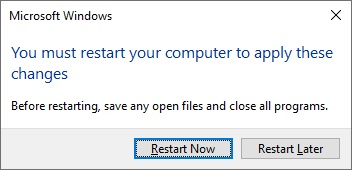 Microsoft Windows
You must restart your computer to apply these
changes
Before restarting, save any open files and close all programs.
Restart Now
Restart Later